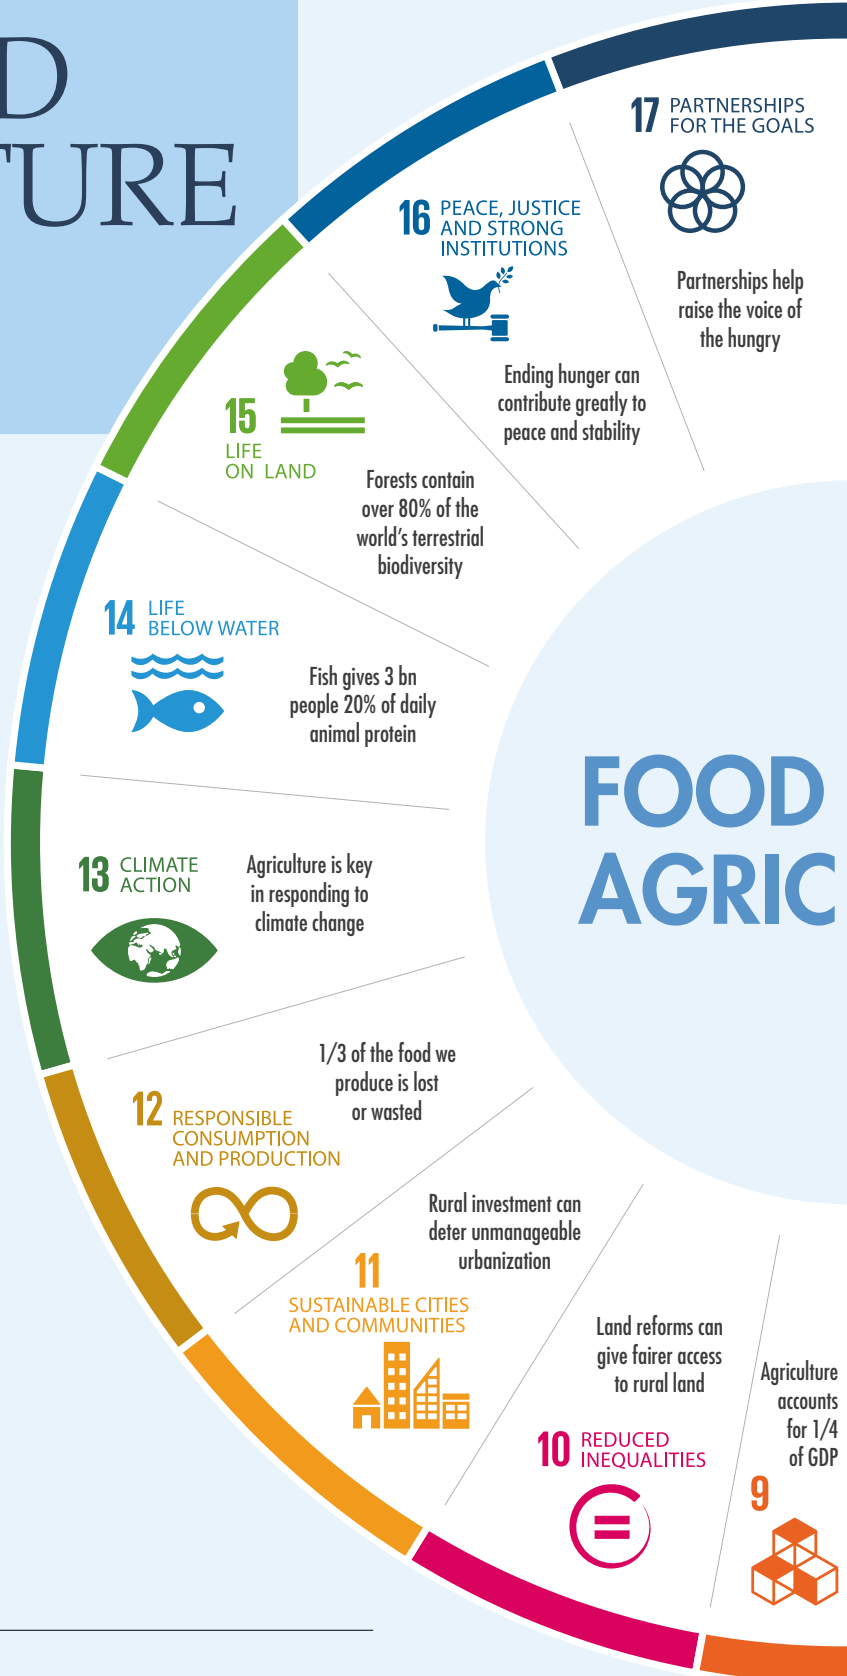 D
TURE
17 PARTNERSHIPS
FOR THE GOALS
Partnerships help
raise the voice of
the hungry
16 PEACE, JUSTICE
AND STRONG
INSTITUTIONS
Ending hunger can
contribute greatly to
peace and stability
15
LIFE
ON LAND
Forests contain
over 80% of the
world's terrestrial
biodiversity
14 LIFE
BELOW WATER
Fish gives 3 bn
people 20% of daily
animal protein
13 CLIMATE
ACTION
Agriculture is key
in responding to
climate change
FOOD
AGRIC
12 RESPONSIBLE
CONSUMPTION
AND PRODUCTION
1/3 of the food we
produce is lost
or wasted
11
SUSTAINABLE CITIES
AND COMMUNITIES
Rural investment can
deter unmanageable
urbanization
10 REDUCED
INEQUALITIES
Land reforms can
give fairer access
to rural land
9
Agriculture
accounts
for 1/4
of GDP